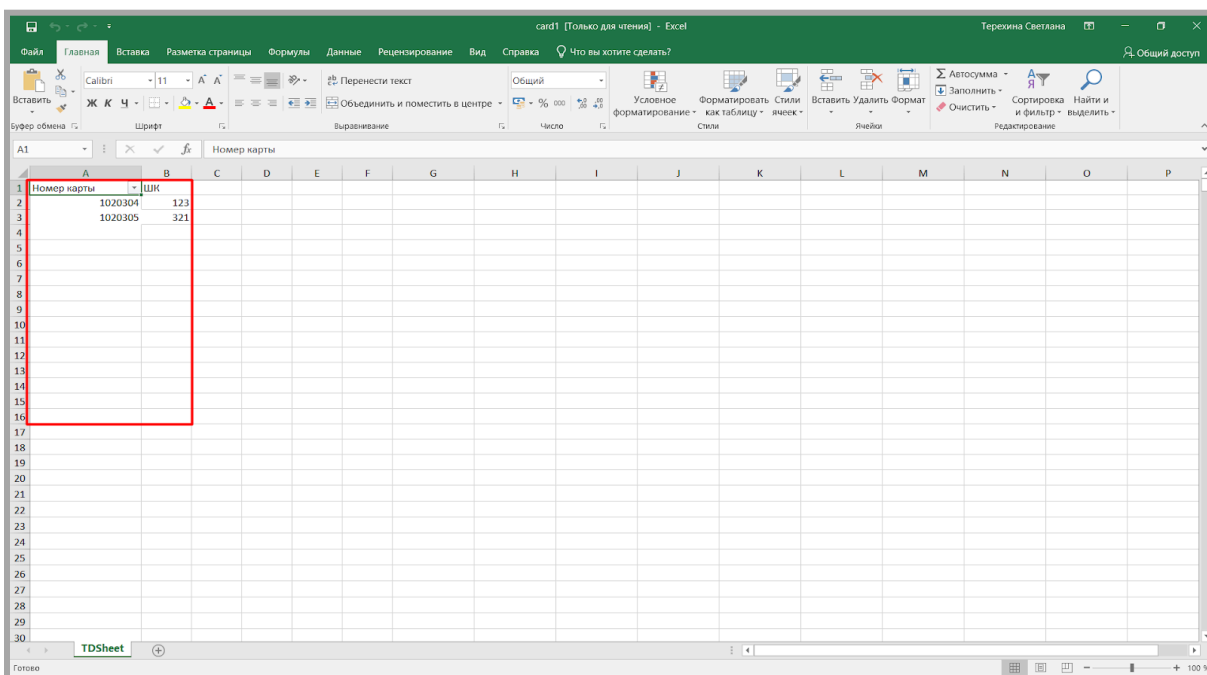 card1 [Только для чтения] - Excel
Терехина Светлана
Файл Главная Вставка Разметка страницы Формулы Данные Рецензирование Вид Справка Что вы хотите сделать? Общий доступ
Вставить
Calibri 11
Ж К Ч
Перенести текст
Объединить и поместить в центре
Общий
% 000
Условное форматирование
Форматировать как таблицу
Стили ячеек
Вставить Удалить Формат
Автосумма
Заполнить
Очистить
Сортировка и фильтр
Найти и выделить
Буфер обмена Шрифт Выравнивание Число Стили Ячейки Редактирование
A1 fx Номер карты
A B C D E F G H I J K L M N O P
1 Номер карты ШК
2 1020304 123
3 1020305 321
4
5
6
7
8
9
10
11
12
13
14
15
16
17
18
19
20
21
22
23
24
25
26
27
28
29
30
TDSheet
Готово
100 %